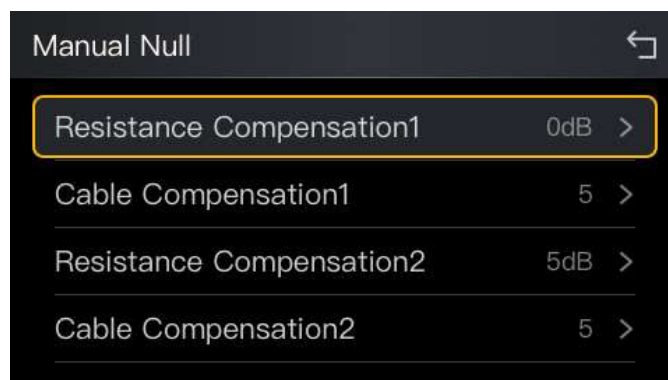 Manual Null
Resistance Compensation1 0dB >
Cable Compensation1 5 >
Resistance Compensation2 5dB >
Cable Compensation2 5 >